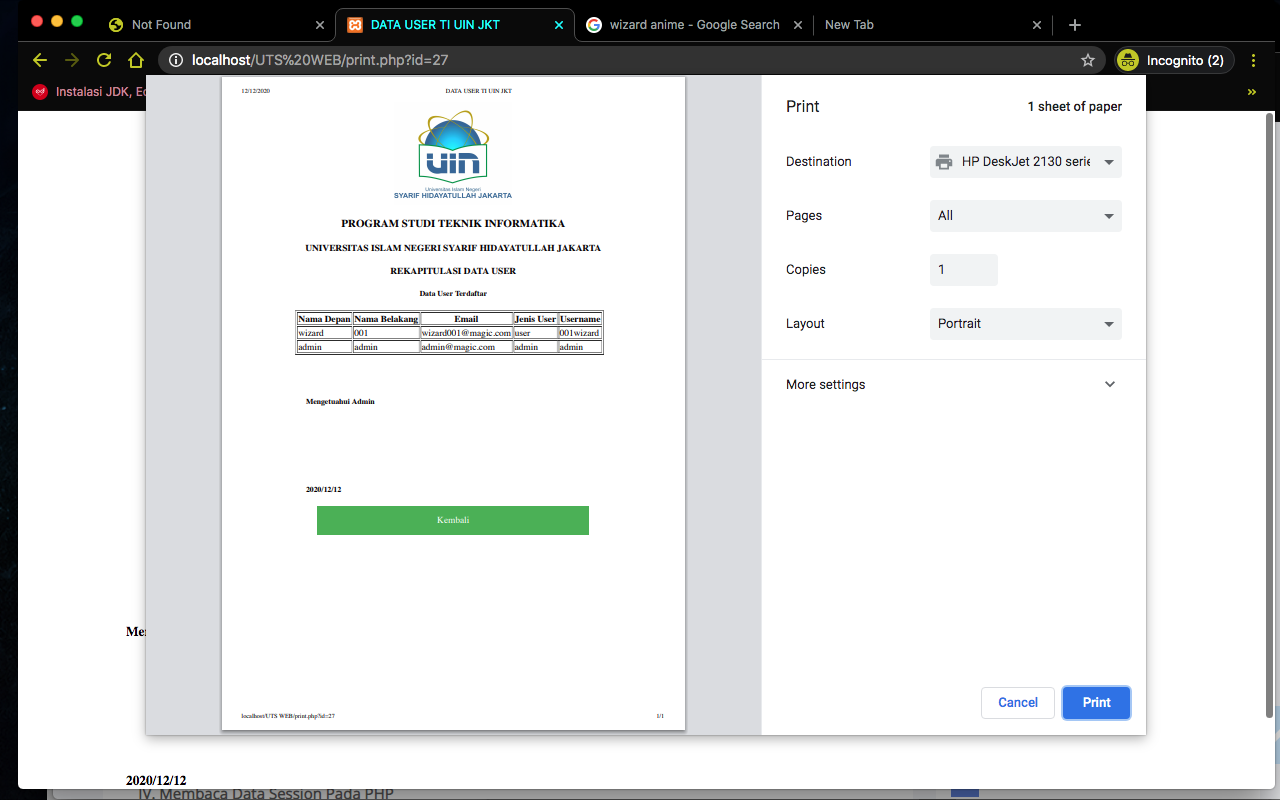 Not Found
DATA USER TI UIN JKT
wizard anime - Google Search
New Tab
localhost/UTS%20WEB/print.php?id=27
Incognito (2)
Instalasi JDK, Ec
»
12/12/2020 DATA USER TI UIN JKT
uin
Universitas Islam Negeri
SYARIF HIDAYATULLAH JAKARTA
PROGRAM STUDI TEKNIK INFORMATIKA
UNIVERSITAS ISLAM NEGERI SYARIF HIDAYATULLAH JAKARTA
REKAPITULASI DATA USER
Data User Terdaftar
Nama Depan Nama Belakang Email Jenis User Username
wizard 001 wizard001@magic.com user 001wizard
admin admin admin@magic.com admin admin
Mengetuahui Admin
2020/12/12
Kembali
localhost/UTS WEB/print.php?id=27 1/1
Print 1 sheet of paper
Destination HP DeskJet 2130 serie
Pages All
Copies 1
Layout Portrait
More settings
Cancel Print
2020/12/12
IV. Membaca Data Session Pada PHP